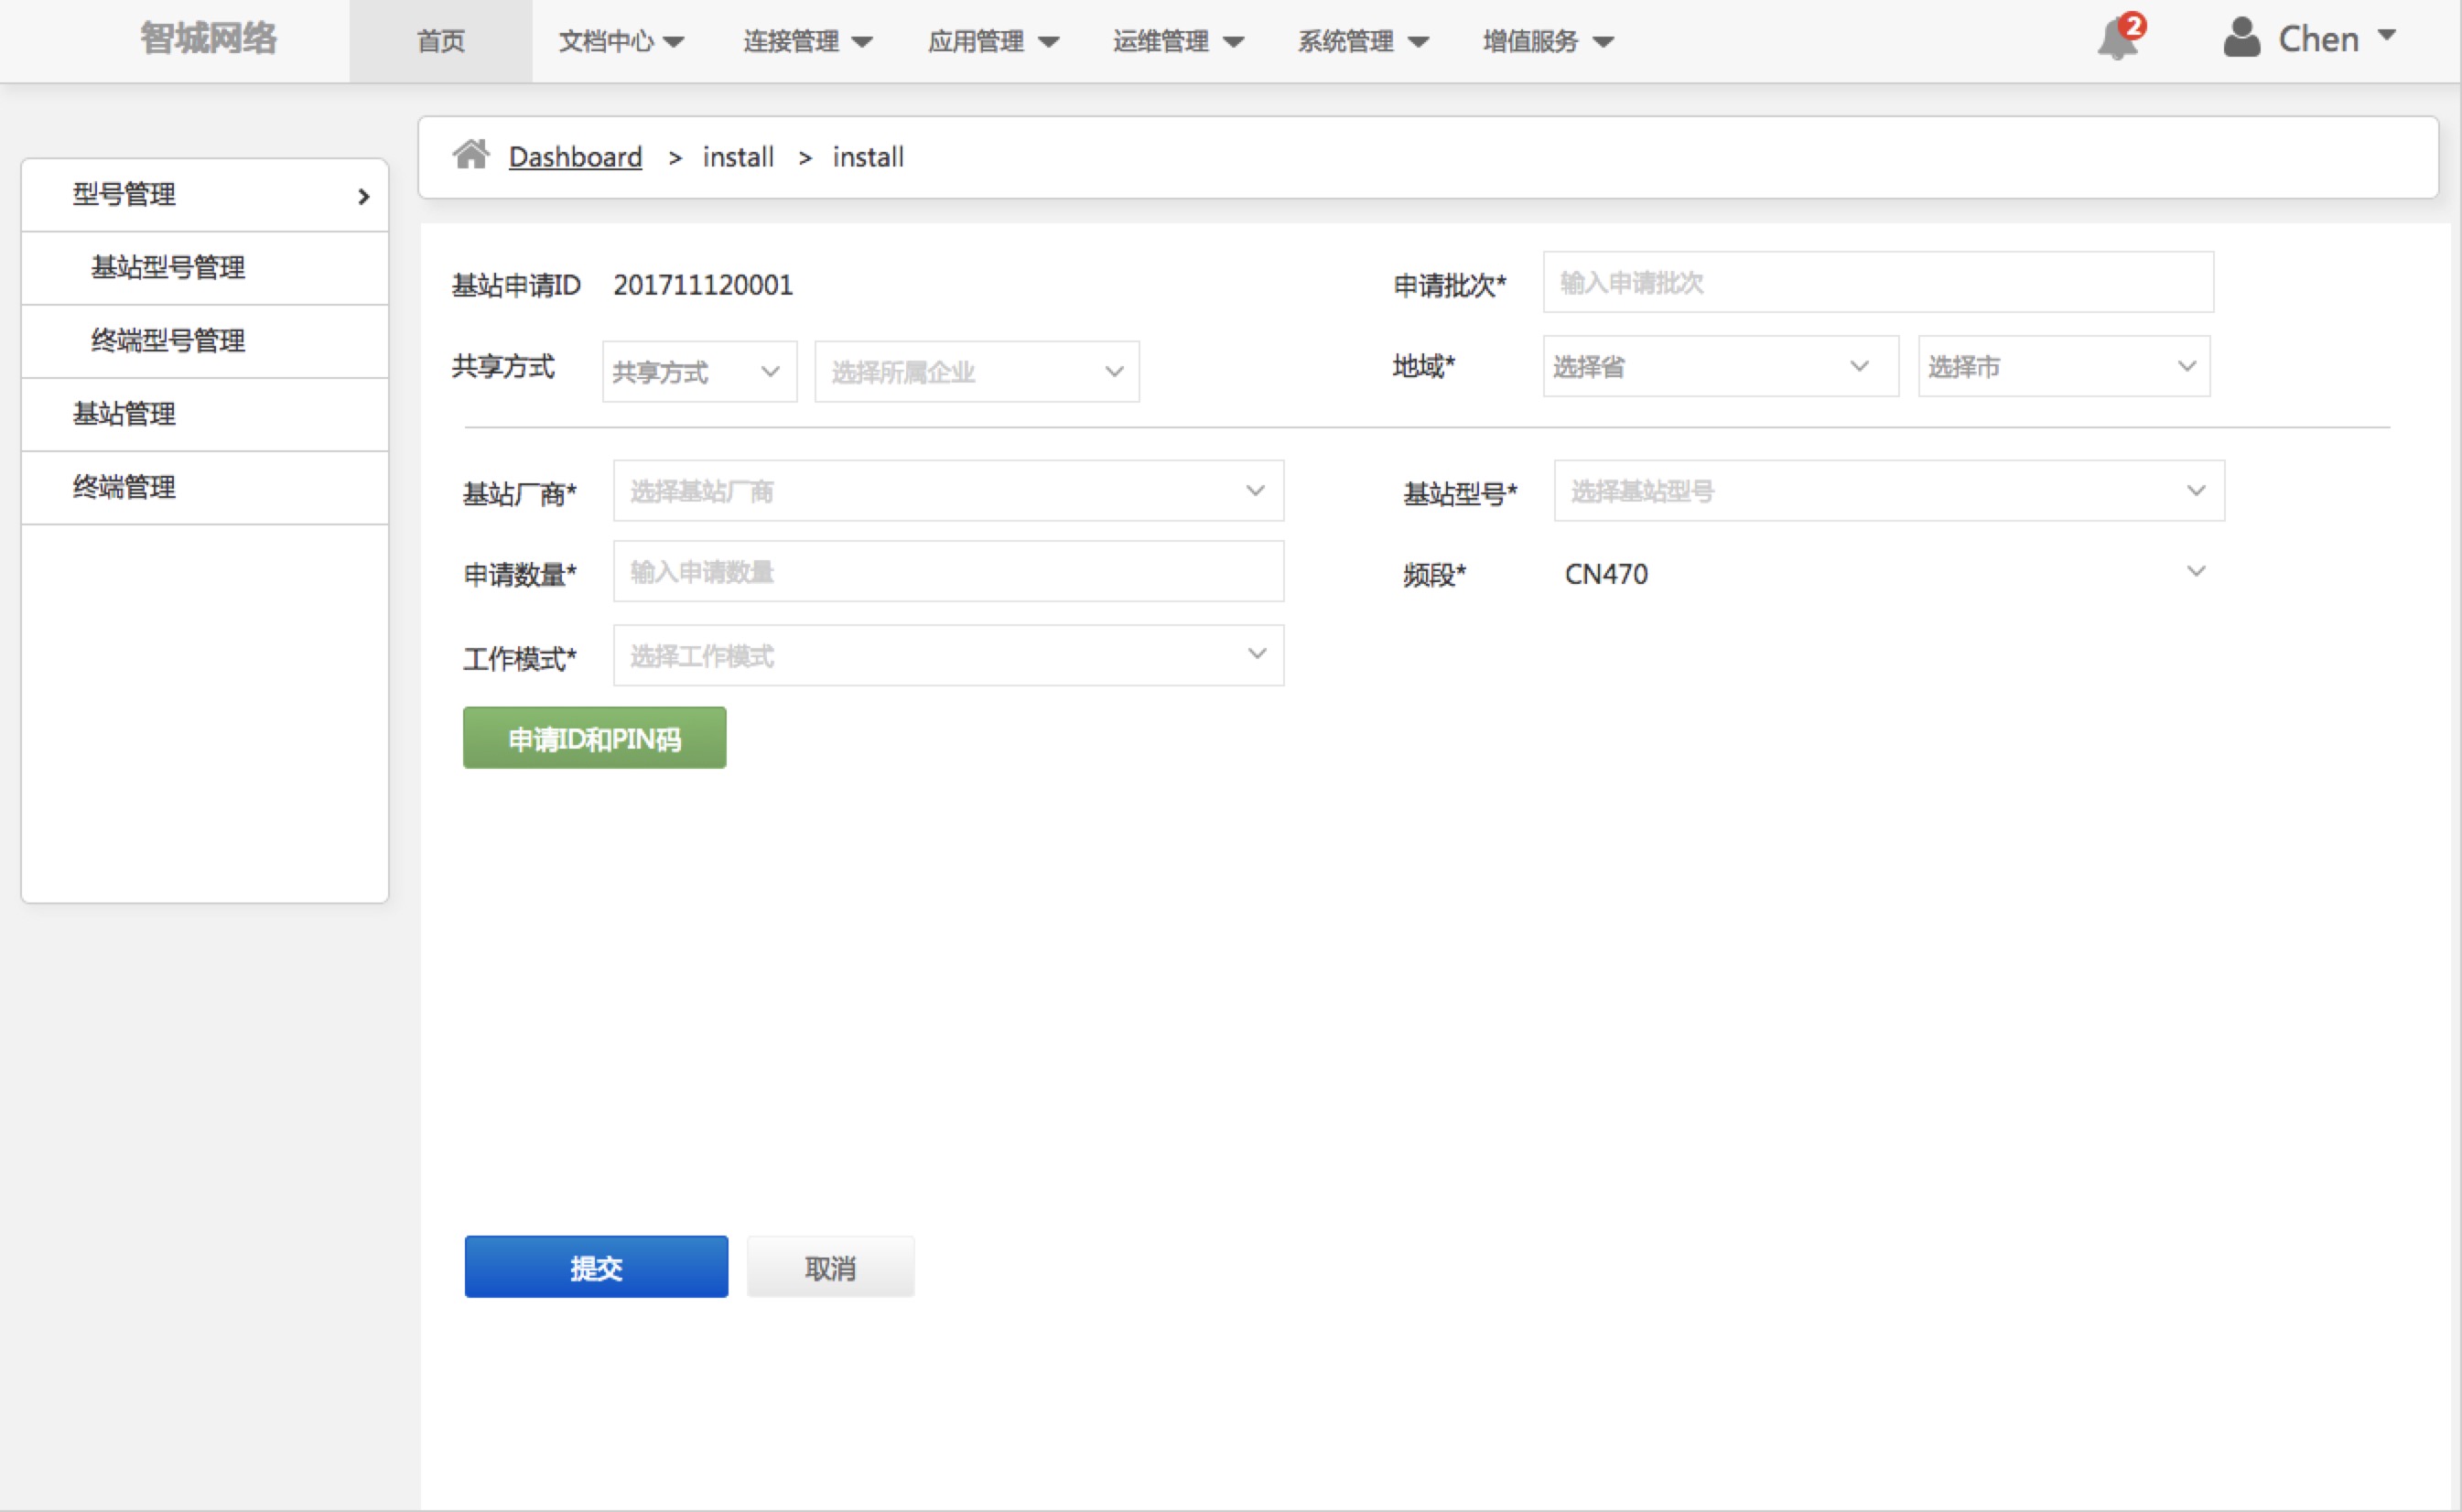 智城网络 首页 文档中心 连接管理 应用管理 运维管理 系统管理 增值服务 2 Chen
Dashboard > install > install
型号管理
基站型号管理
终端型号管理
基站管理
终端管理
基站申请ID 201711120001 申请批次* 输入申请批次
共享方式 共享方式 选择所属企业 地域* 选择省 选择市
基站厂商* 选择基站厂商 基站型号* 选择基站型号
申请数量* 输入申请数量 频段* CN470
工作模式* 选择工作模式
申请ID和PIN码
提交 取消